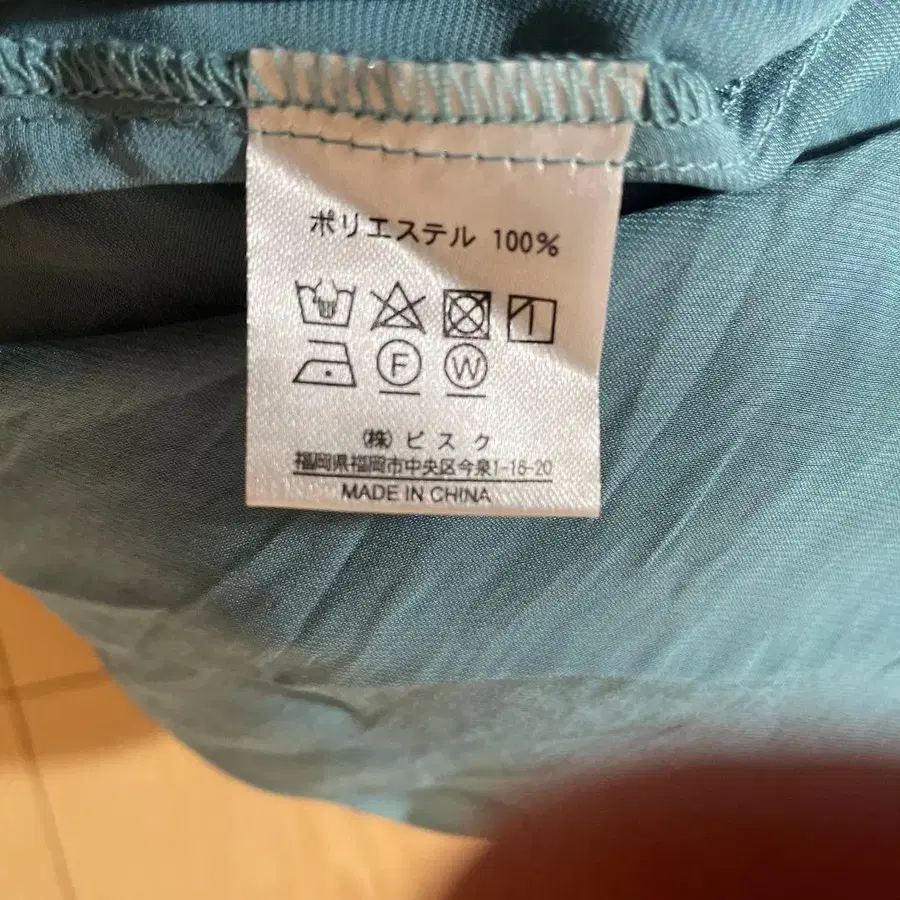 ポリエステル 100%
F W
(株) ビスク
福岡県福岡市中央区今泉1-16-20
MADE IN CHINA